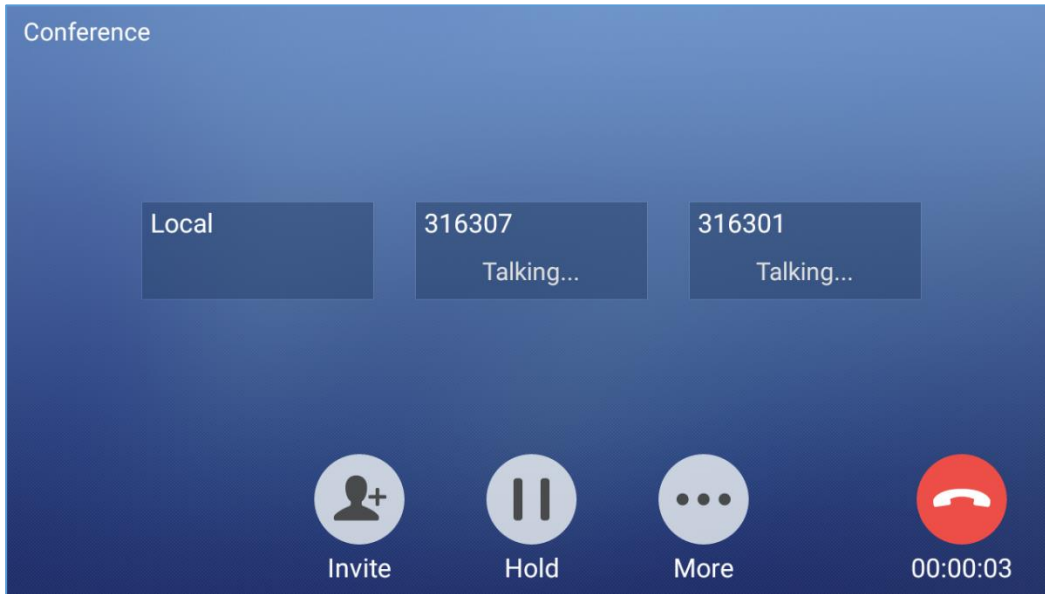 Conference
Local
316307
316301
Talking...
Talking...
Invite
Hold
More
00:00:03